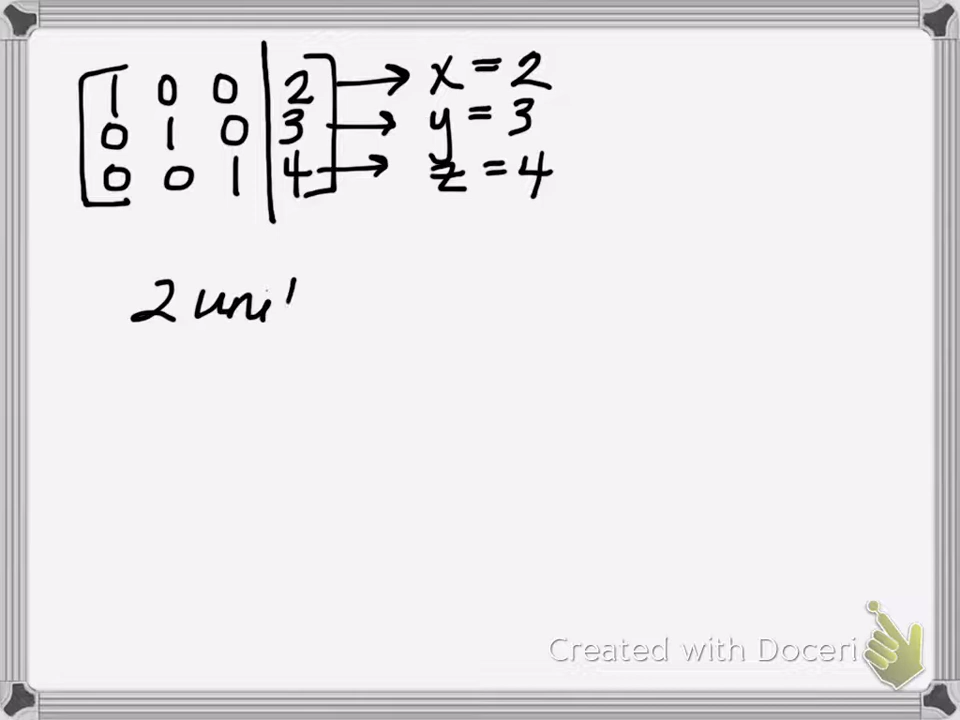 1 0 0 | 2 → x = 2
0 1 0 | 3 → y = 3
0 0 1 | 4 → z = 4
2 uni'
Created with Doceri